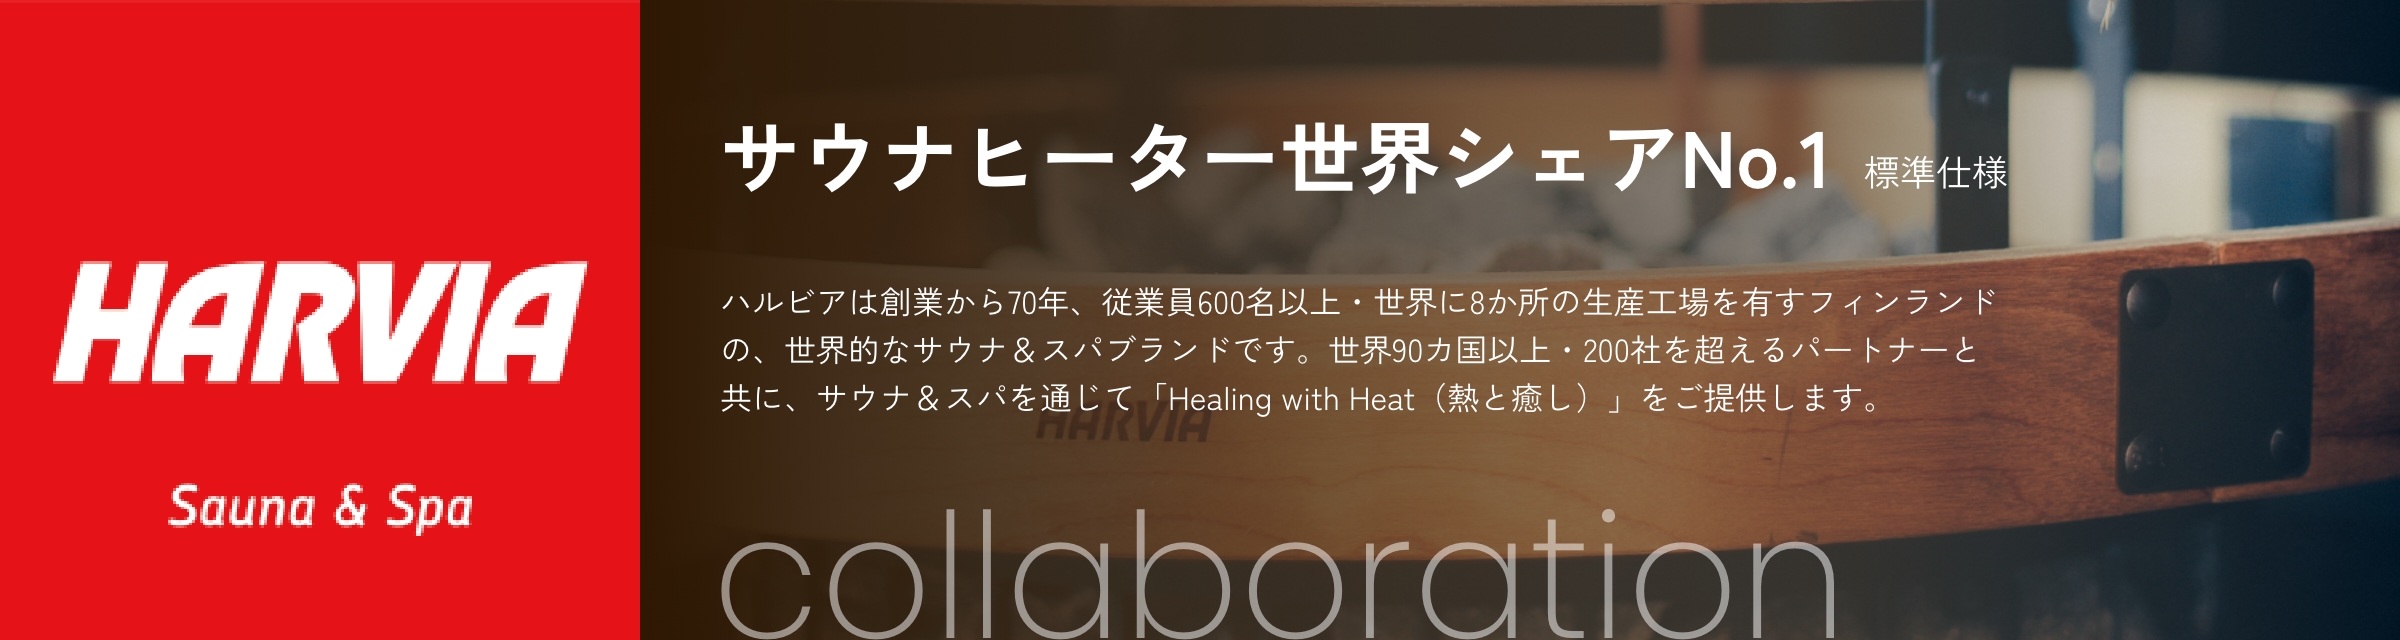 HARVIA
Sauna & Spa
サウナヒーター世界シェアNo.1 標準仕様
ハルビアは創業から70年、従業員600名以上・世界に8か所の生産工場を有すフィンランド
の、世界的なサウナ＆スパブランドです。世界90カ国以上・200社を超えるパートナーと
共に、サウナ＆スパを通じて「Healing with Heat（熱と癒し）」をご提供します。
HARVIA
collaboration